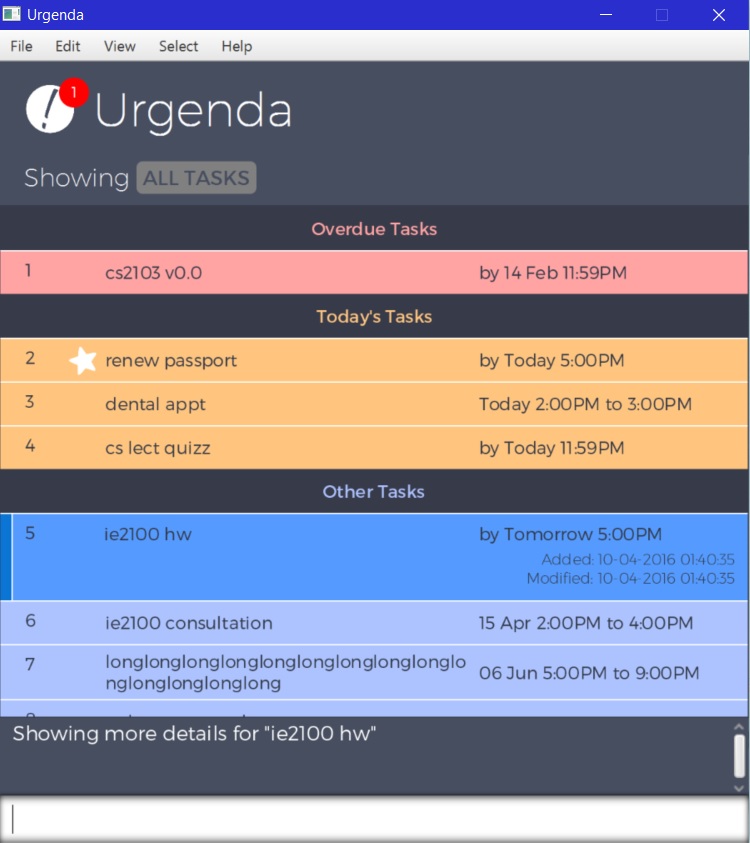 Urgenda
File Edit View Select Help
1
Urgenda
Showing ALL TASKS
Overdue Tasks
1 cs2103 v0.0 by 14 Feb 11:59PM
Today's Tasks
2 renew passport by Today 5:00PM
3 dental appt Today 2:00PM to 3:00PM
4 cs lect quizz by Today 11:59PM
Other Tasks
5 ie2100 hw by Tomorrow 5:00PM
Added: 10-04-2016 01:40:35
Modified: 10-04-2016 01:40:35
6 ie2100 consultation 15 Apr 2:00PM to 4:00PM
7 longlonglonglonglonglonglonglonglonglo
nglonglonglonglong 06 Jun 5:00PM to 9:00PM
Showing more details for "ie2100 hw"